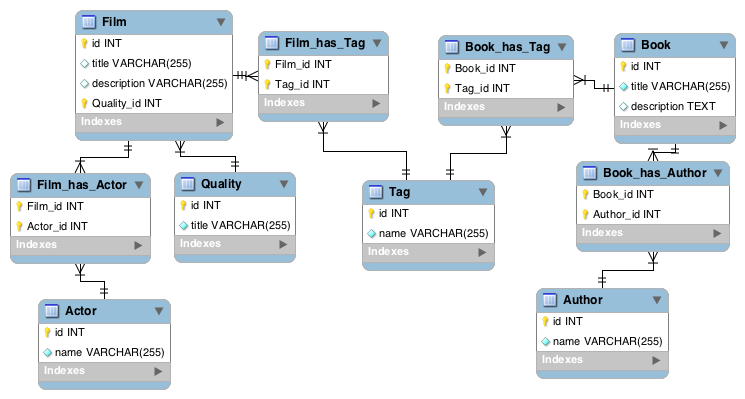 Film
id INT
title VARCHAR(255)
description VARCHAR(255)
Quality_id INT
Indexes
Film_has_Tag
Film_id INT
Tag_id INT
Indexes
Book_has_Tag
Book_id INT
Tag_id INT
Indexes
Book
id INT
title VARCHAR(255)
description TEXT
Indexes
Film_has_Actor
Film_id INT
Actor_id INT
Indexes
Quality
id INT
title VARCHAR(255)
Indexes
Tag
id INT
name VARCHAR(255)
Indexes
Book_has_Author
Book_id INT
Author_id INT
Indexes
Actor
id INT
name VARCHAR(255)
Indexes
Author
id INT
name VARCHAR(255)
Indexes